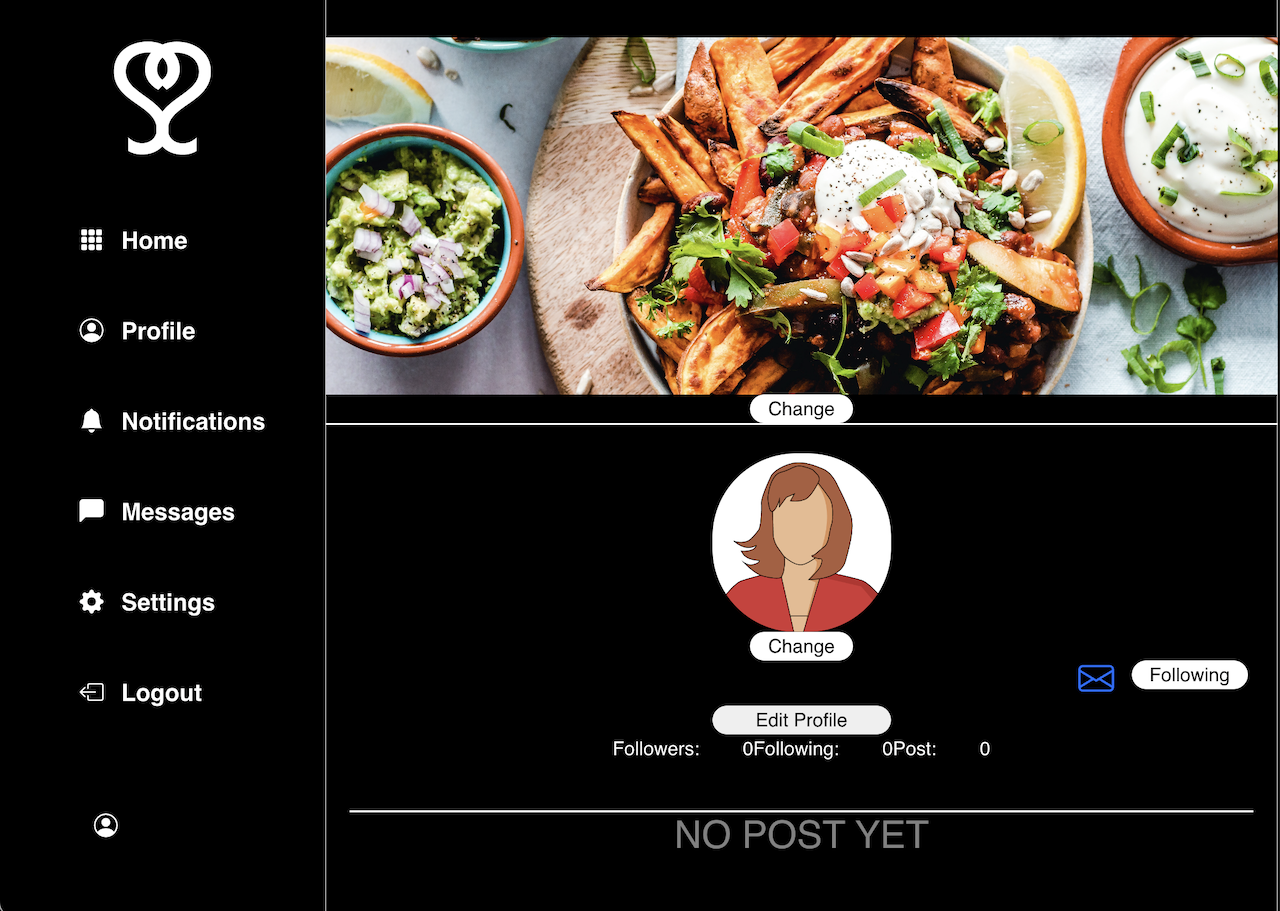 Home
Profile
Notifications
Messages
Settings
Logout
Change
Change
Following
Edit Profile
Followers: 0Following: 0Post: 0
NO POST YET